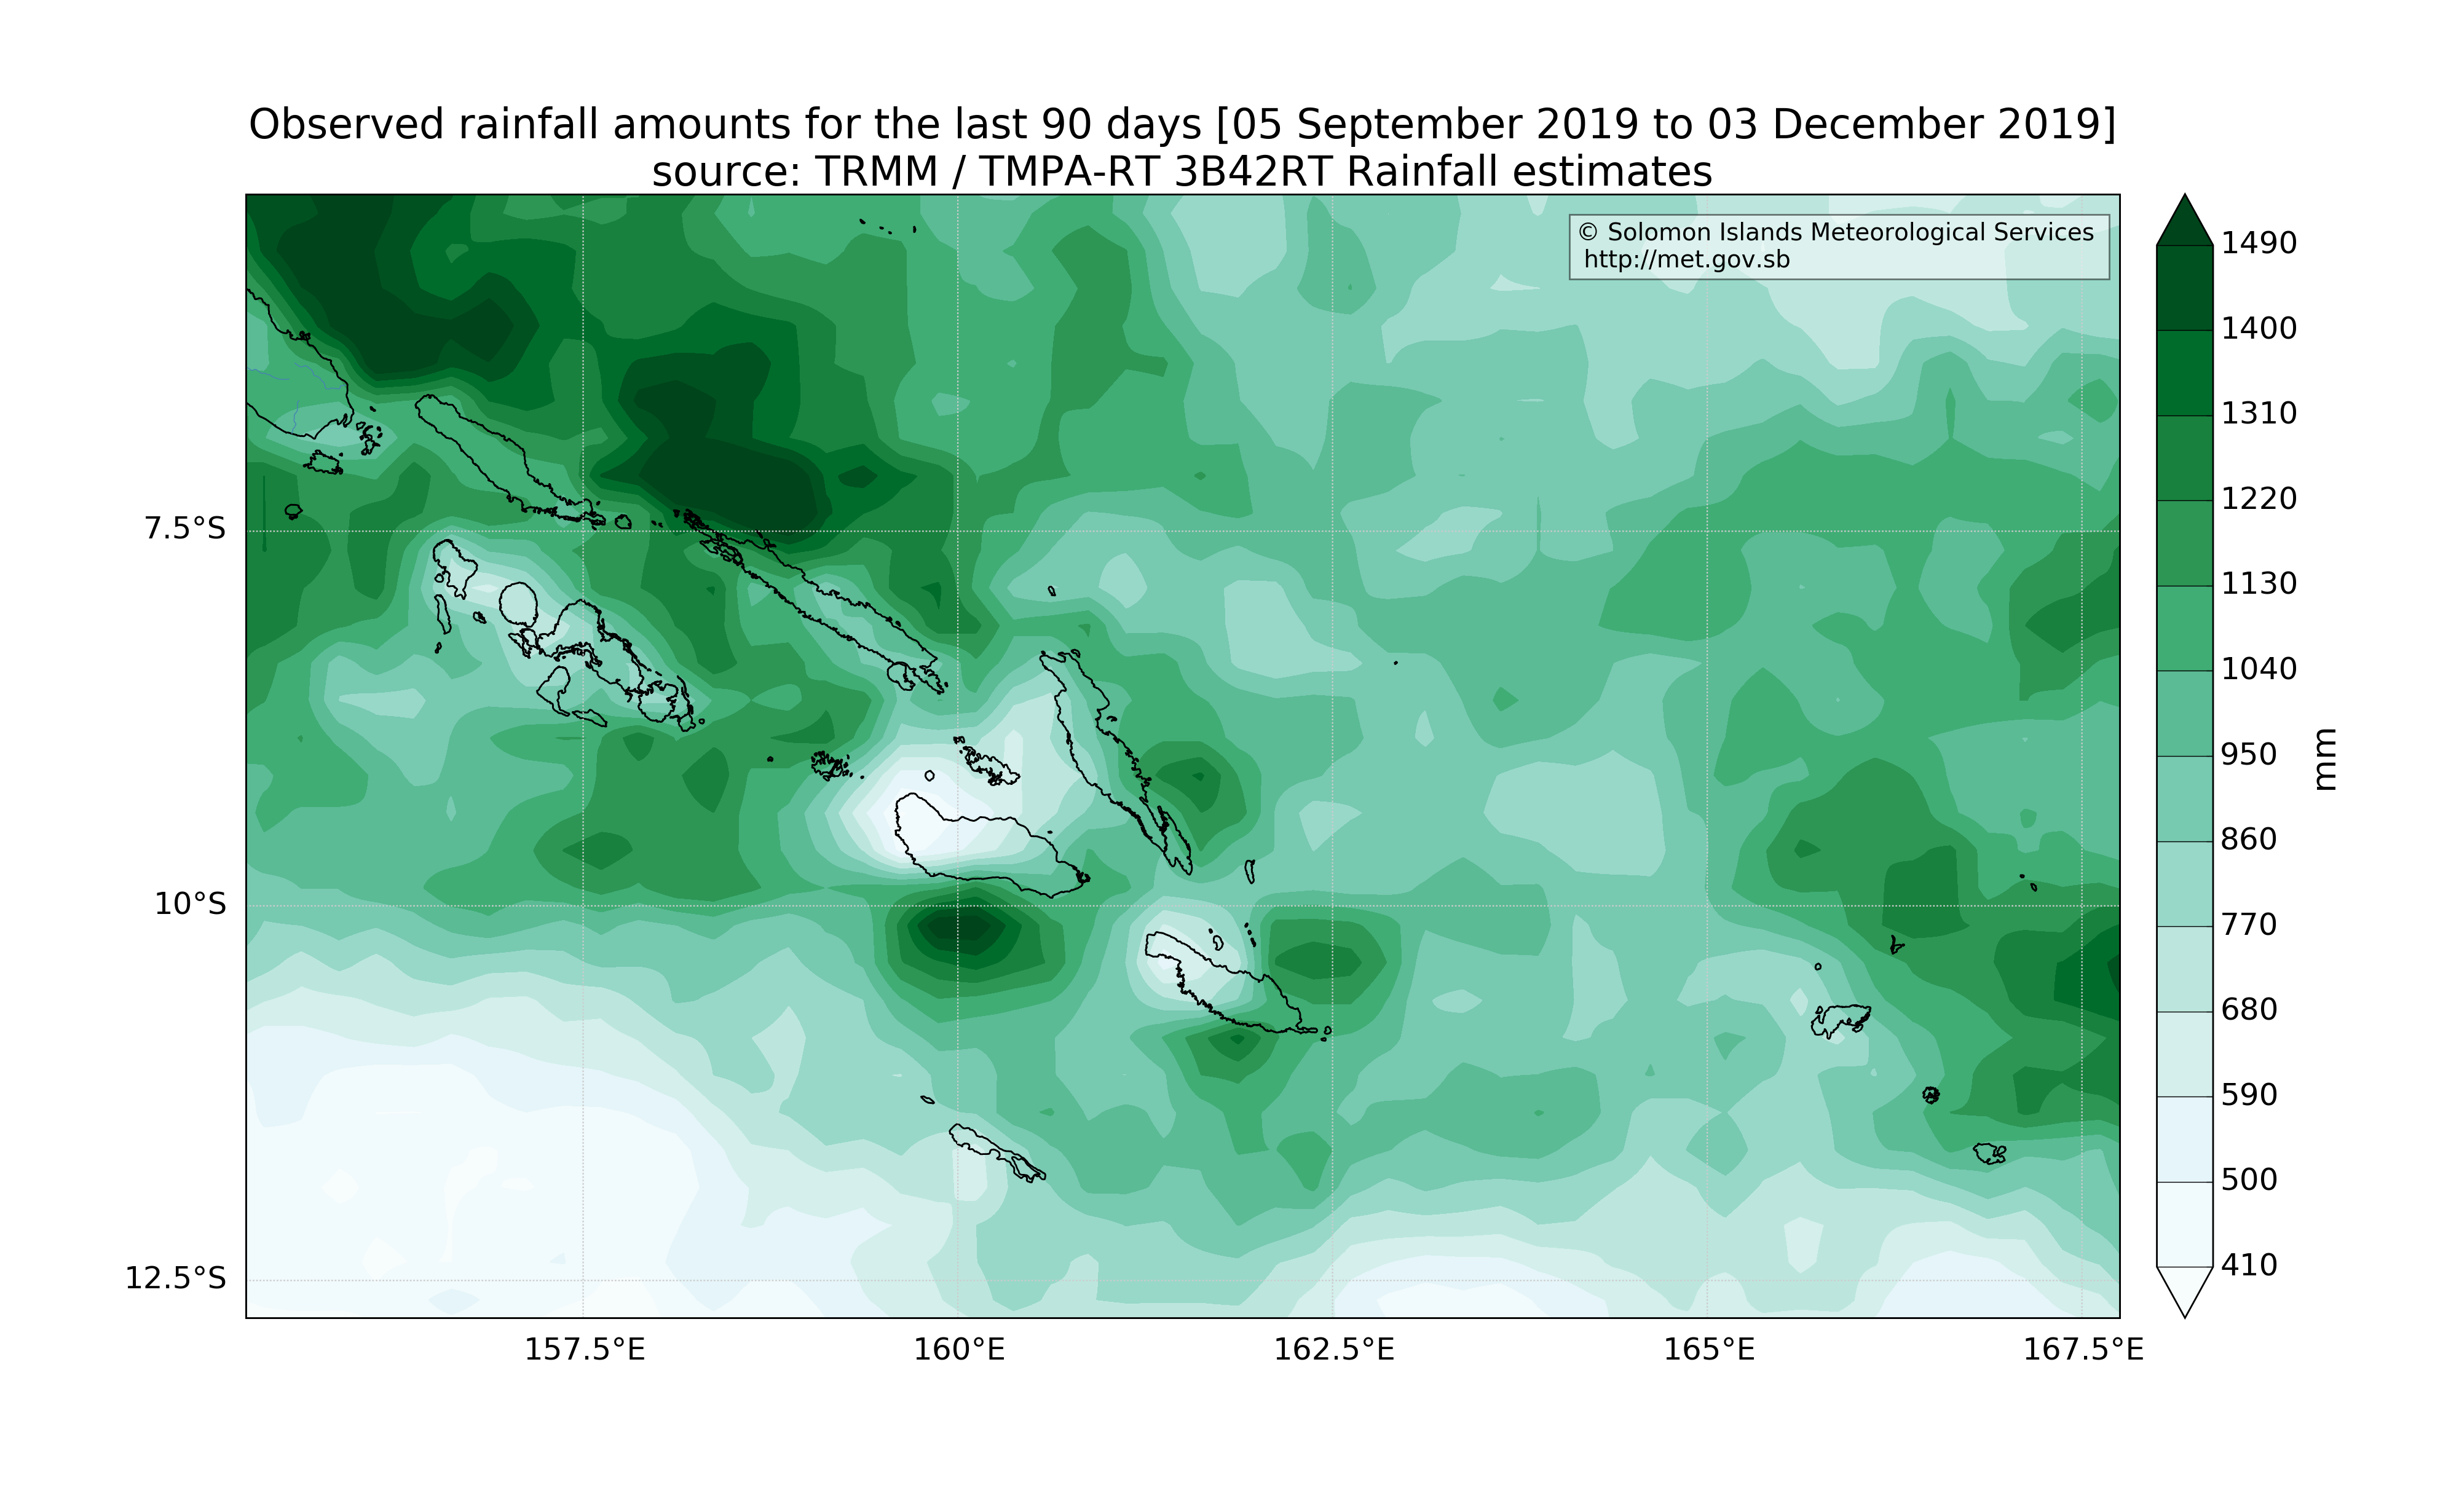 Observed rainfall amounts for the last 90 days [05 September 2019 to 03 December 2019]
source: TRMM / TMPA-RT 3B42RT Rainfall estimates
© Solomon Islands Meteorological Services
http://met.gov.sb
7.5°S
10°S
12.5°S
157.5°E
160°E
162.5°E
165°E
167.5°E
1490
1400
1310
1220
1130
1040
950
860
770
680
590
500
410
mm